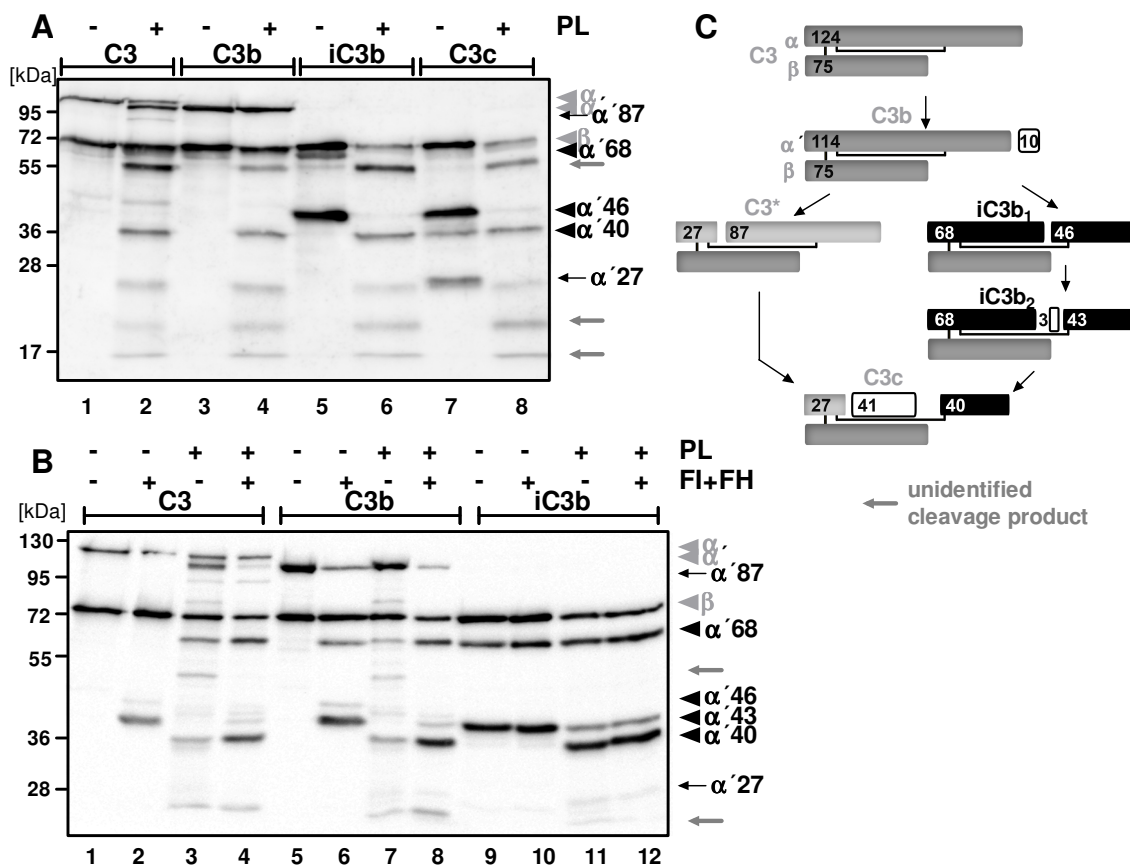 A
- + - + - + - + PL
C3 C3b iC3b C3c
[kDa]
95
72
55
36
28
17
α
α´
α´87
β
α´68
α´46
α´40
α´27
1 2 3 4 5 6 7 8
B
- - + + - - + + - - + + PL
- + - + - + - + - + - + FI+FH
C3 C3b iC3b
[kDa]
130
95
72
55
36
28
α
α´
α´87
β
α´68
α´46
α´43
α´40
α´27
1 2 3 4 5 6 7 8 9 10 11 12
C
α 124
C3
β 75
C3b
α´ 114 10
β 75
C3* iC3b1
27 87 68 46
iC3b2
68 3 43
C3c
27 41 40
unidentified
cleavage product